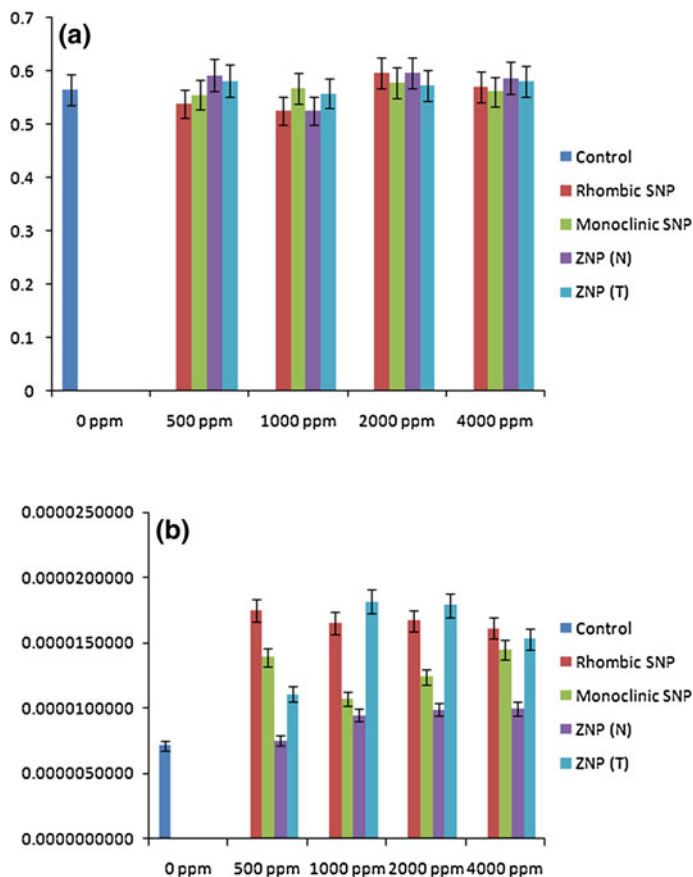 (a)
0.7
0.6
0.5
0.4
0.3
0.2
0.1
0
0 ppm 500 ppm 1000 ppm 2000 ppm 4000 ppm
Control
Rhombic SNP
Monoclinic SNP
ZNP (N)
ZNP (T)
(b)
0.0000250000
0.0000200000
0.0000150000
0.0000100000
0.0000050000
0.0000000000
0 ppm 500 ppm 1000 ppm 2000 ppm 4000 ppm
Control
Rhombic SNP
Monoclinic SNP
ZNP (N)
ZNP (T)